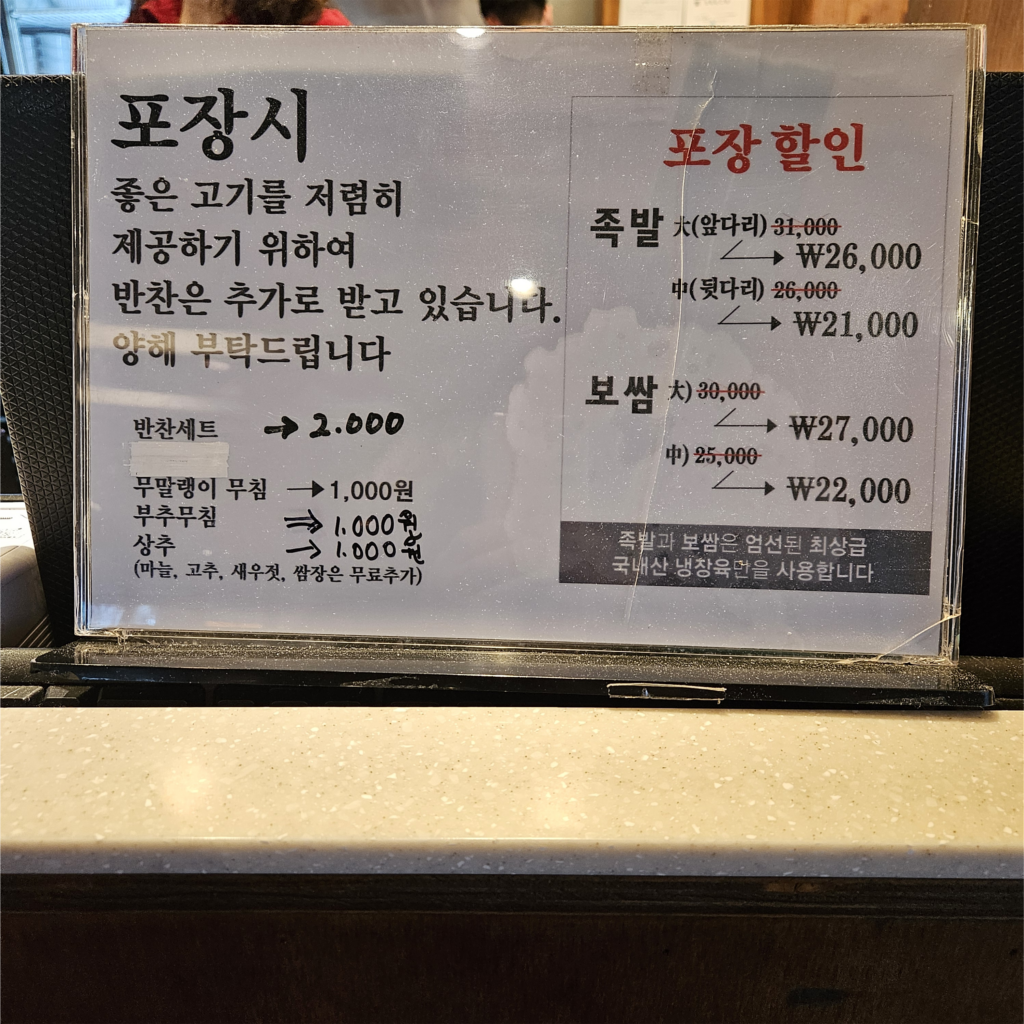 포장시
좋은 고기를 저렴히
제공하기 위하여
반찬은 추가로 받고 있습니다.
양해 부탁드립니다
반찬세트 → 2.000
무말랭이 무침 → 1,000원
부추무침 ⇒ 1.000원
상추 → 1.000원
(마늘, 고추, 새우젓, 쌈장은 무료추가)
포장 할인
족발 大(앞다리) 31,000
→ ₩26,000
中(뒷다리) 26,000
→ ₩21,000
보쌈 大) 30,000
→ ₩27,000
中) 25,000
→ ₩22,000
족발과 보쌈은 엄선된 최상급
국내산 냉장육만을 사용합니다